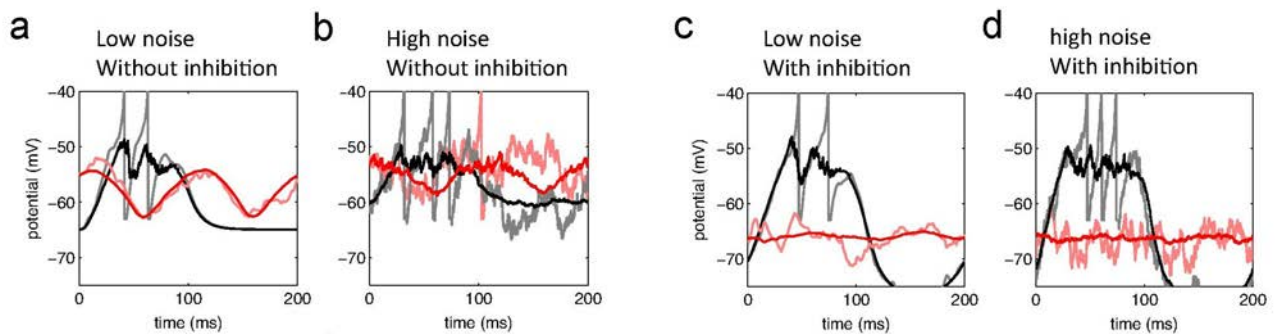 a
Low noise
Without inhibition
b
High noise
Without inhibition
c
Low noise
With inhibition
d
high noise
With inhibition
potential (mV)
−40
−50
−60
−70
0
100
200
time (ms)
−40
−50
−60
−70
0
100
200
time (ms)
potential (mV)
−40
−50
−60
−70
0
100
200
time (ms)
−40
−50
−60
−70
0
100
200
time (ms)